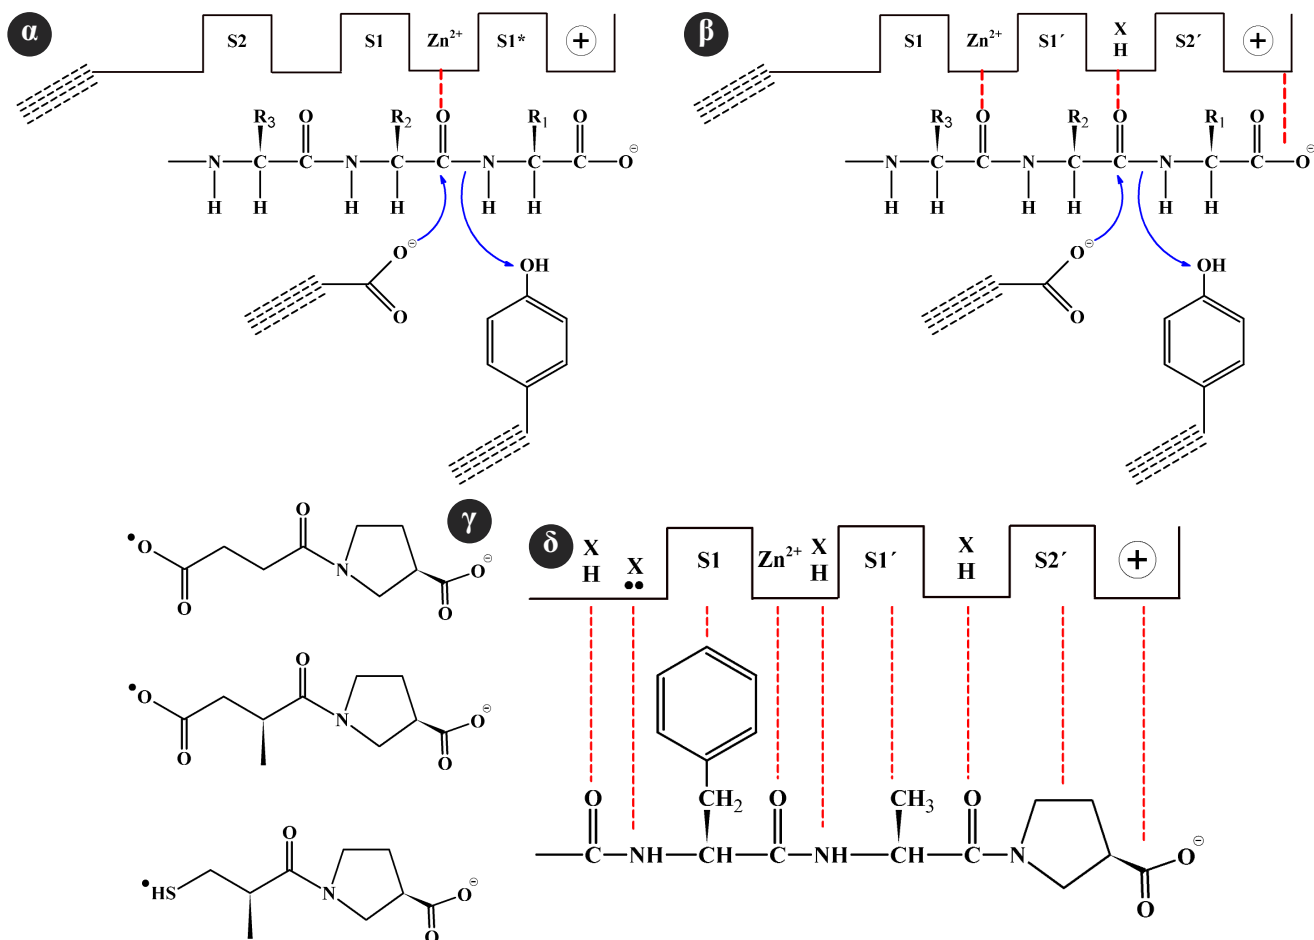 α
S2 S1 Zn²⁺ S1* +
R₃ O R₂ O R₁ O
N C C N C C N C C O⊖
H H H H H H
O⊖
O
OH
β
S1 Zn²⁺ S1´ X S2´ +
H
R₃ O R₂ O R₁ O
N C C N C C N C C O⊖
H H H H H H
O⊖
O
OH
γ
O
•O N O⊖
O O
O
•O N O⊖
O O
O
•HS N O⊖
O
δ
X X S1 Zn²⁺ X S1´ X S2´ +
H •• H H
O CH₂ O CH₃ O
C NH CH C NH CH C N O⊖
O